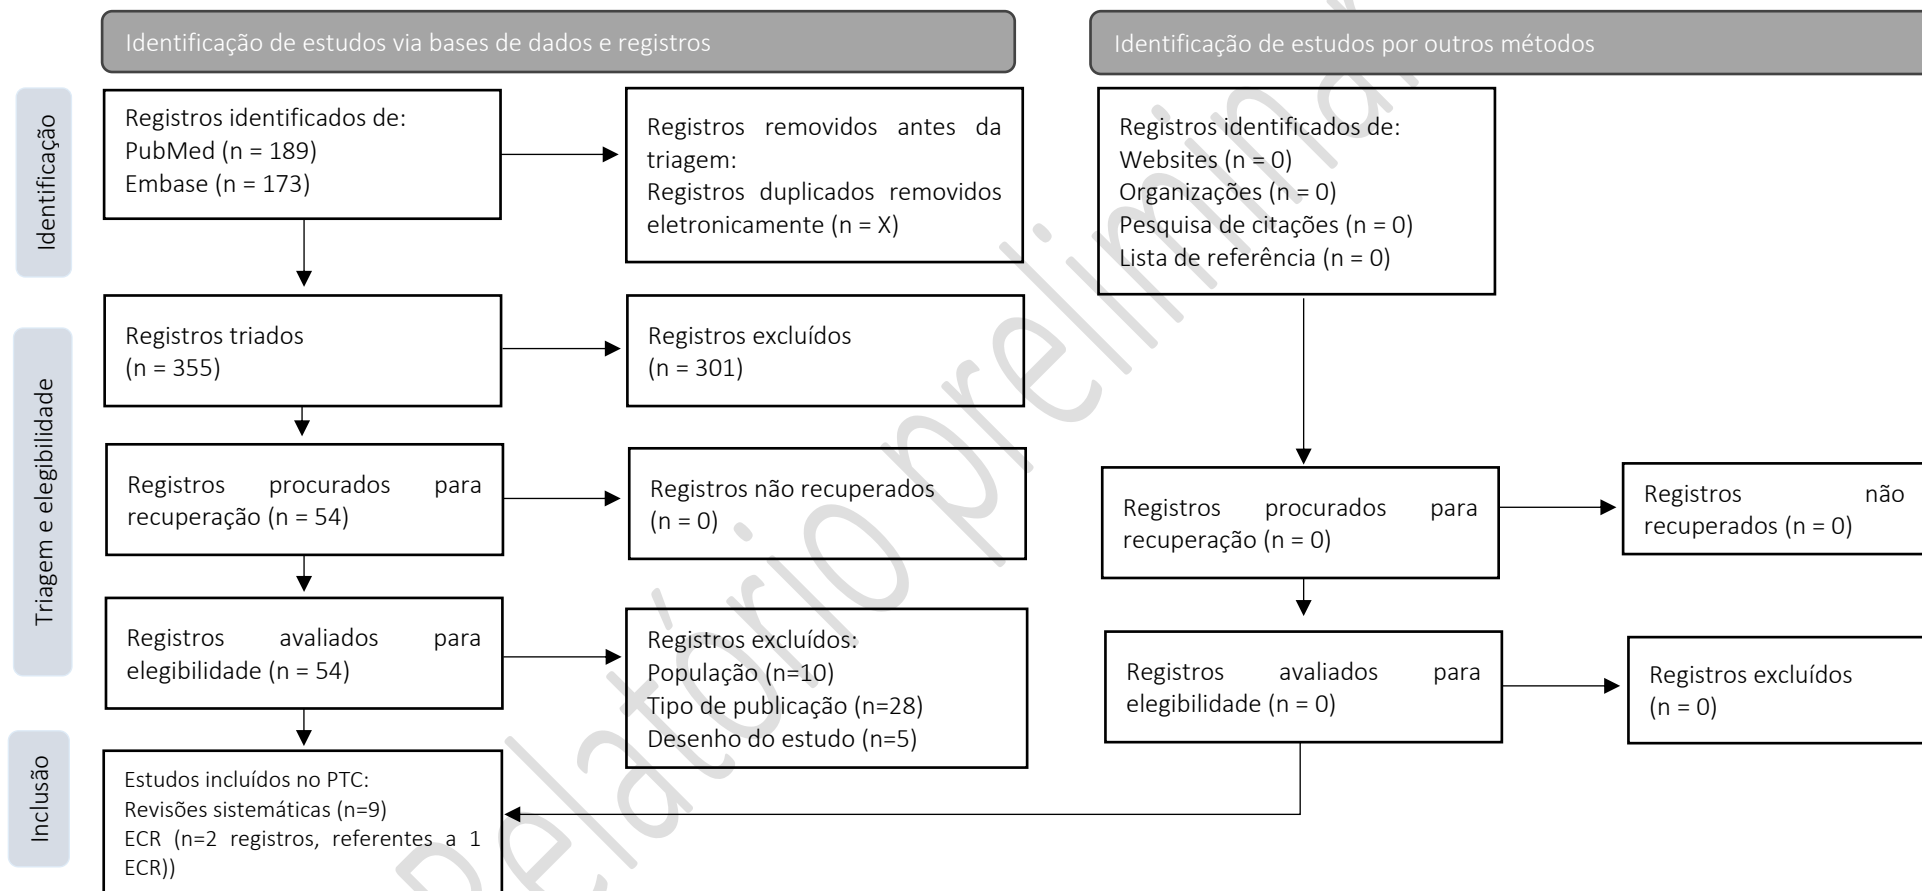 Identificação de estudos via bases de dados e registros
Identificação de estudos por outros métodos
Identificação
Registros identificados de:
PubMed (n = 189)
Embase (n = 173)
Registros removidos antes da
triagem:
Registros duplicados removidos
eletronicamente (n = X)
Registros identificados de:
Websites (n = 0)
Organizações (n = 0)
Pesquisa de citações (n = 0)
Lista de referência (n = 0)
Triagem e elegibilidade
Registros triados
(n = 355)
Registros excluídos
(n = 301)
Registros procurados para
recuperação (n = 54)
Registros não recuperados
(n = 0)
Registros procurados para
recuperação (n = 0)
Registros não
recuperados (n = 0)
Registros avaliados para
elegibilidade (n = 54)
Registros excluídos:
População (n=10)
Tipo de publicação (n=28)
Desenho do estudo (n=5)
Registros avaliados para
elegibilidade (n = 0)
Registros excluídos
(n = 0)
Inclusão
Estudos incluídos no PTC:
Revisões sistemáticas (n=9)
ECR (n=2 registros, referentes a 1
ECR))
Relatório preliminar